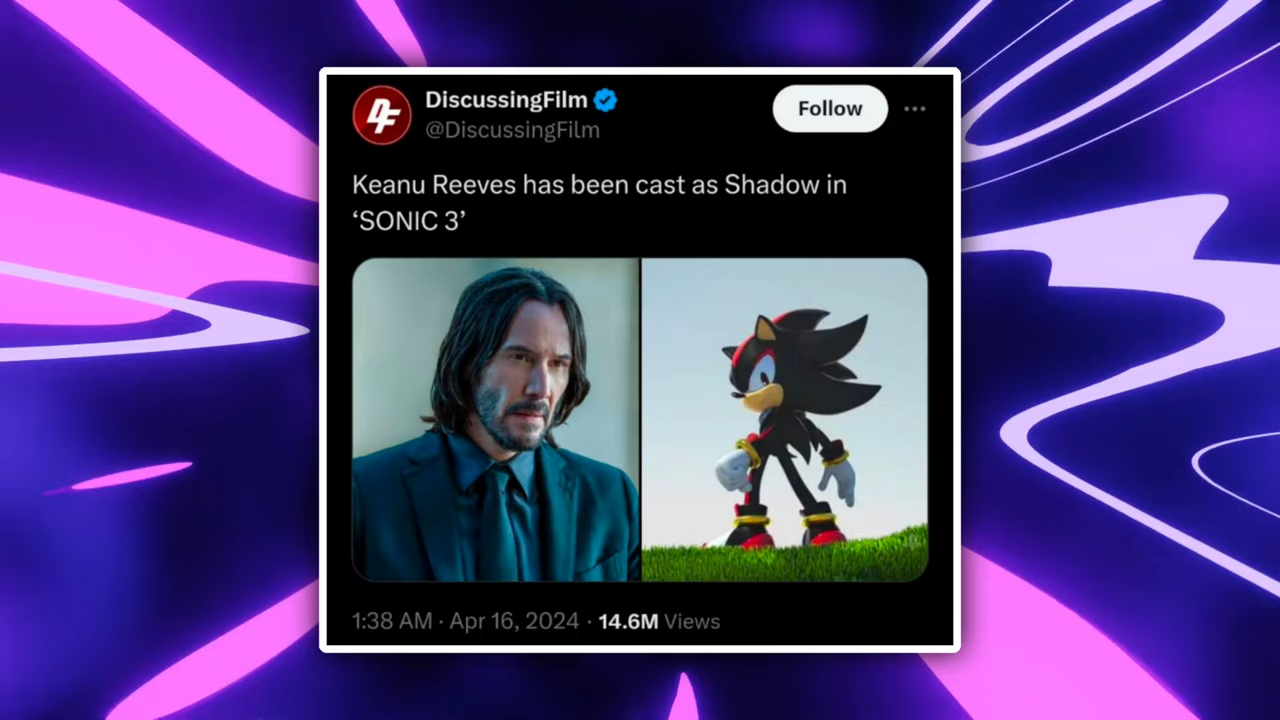 DiscussingFilm
@DiscussingFilm
Follow
Keanu Reeves has been cast as Shadow in
‘SONIC 3’
1:38 AM · Apr 16, 2024 · 14.6M Views